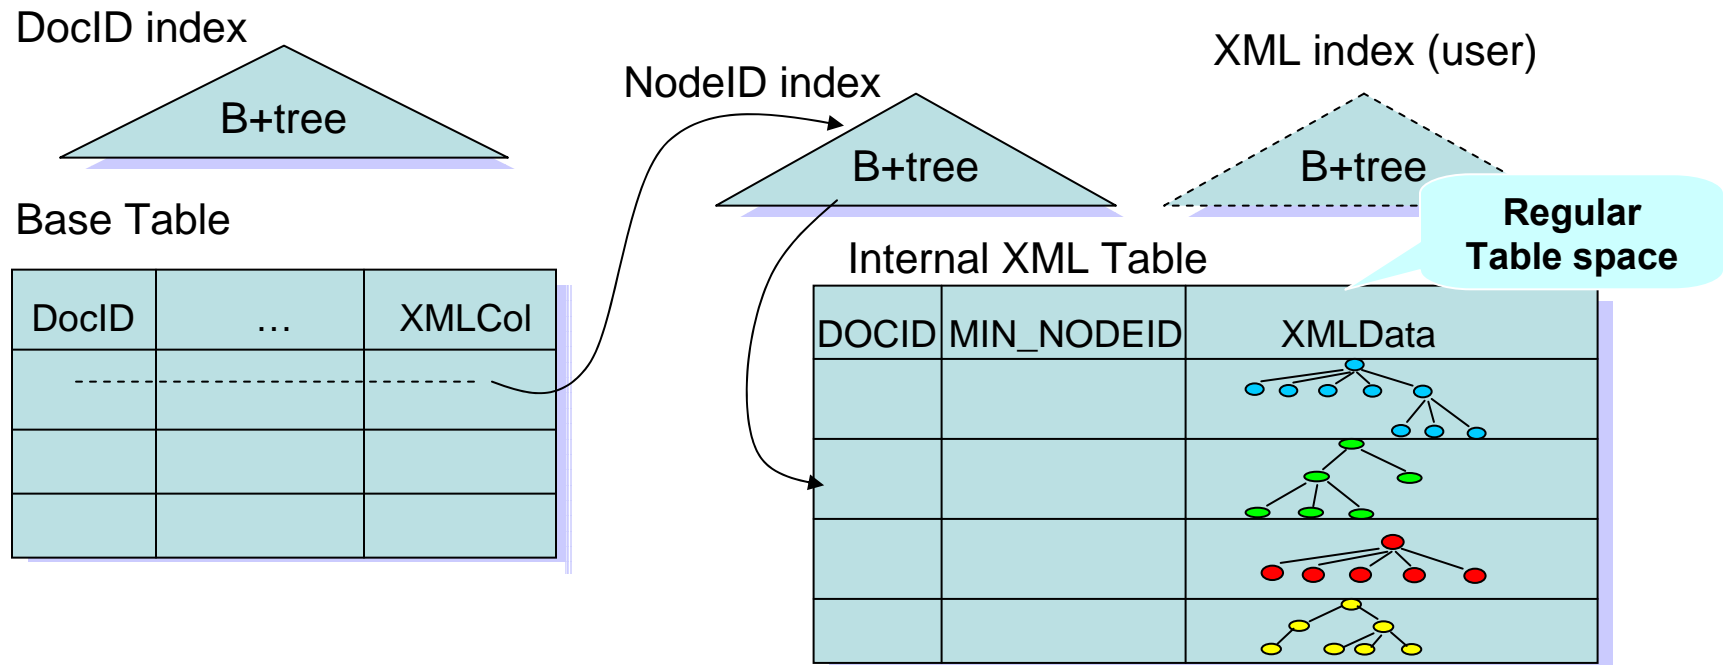 DocID index
B+tree
NodeID index
B+tree
XML index (user)
B+tree
Regular
Table space
Base Table
DocID … XMLCol
Internal XML Table
DOCID MIN_NODEID XMLData